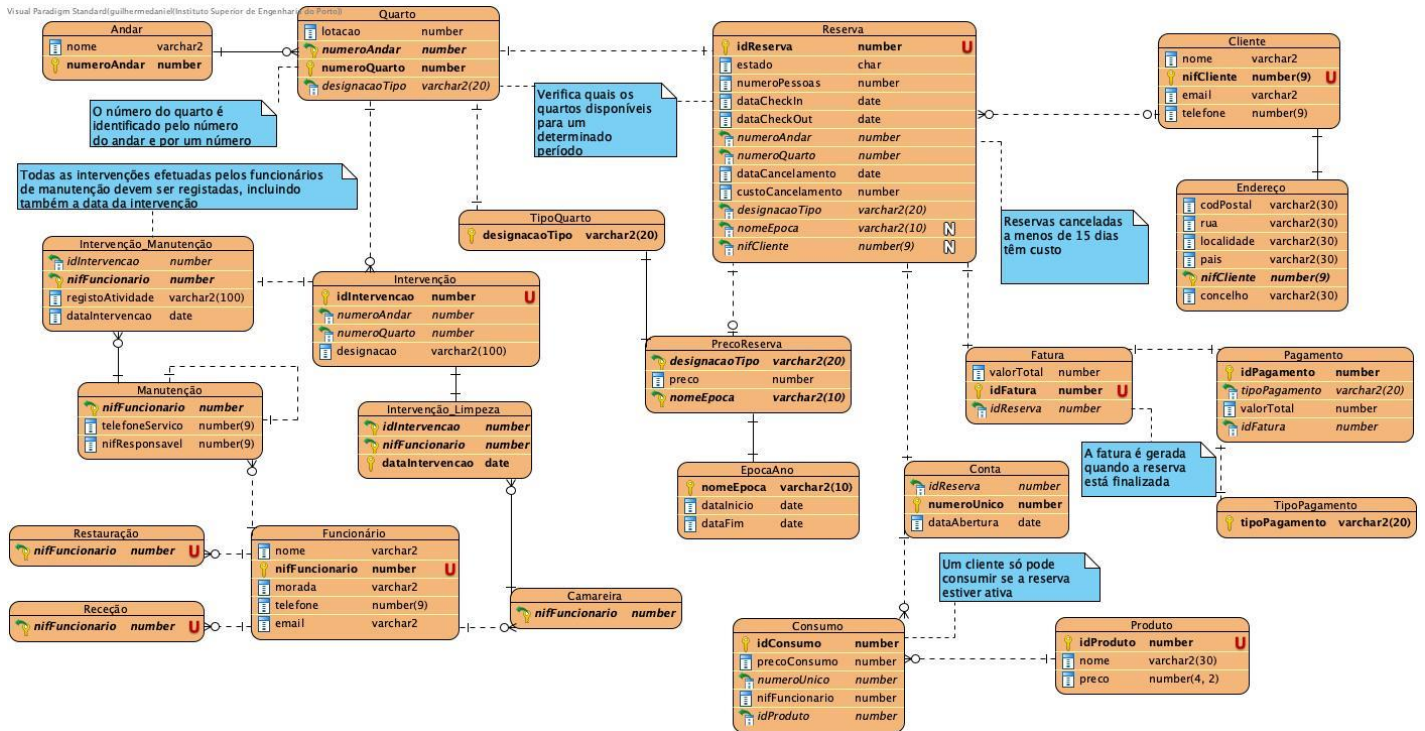 Visual Paradigm Standard(guilhermedaniel(Instituto Superior de Engenharia do Porto))
Andar
nome varchar2
numeroAndar number
Quarto
lotacao number
numeroAndar number
numeroQuarto number
designacaoTipo varchar2(20)
Reserva
idReserva number U
estado char
numeroPessoas number
dataCheckIn date
dataCheckOut date
numeroAndar number
numeroQuarto number
dataCancelamento date
custoCancelamento number
designacaoTipo varchar2(20)
nomeEpoca varchar2(10) N
nifCliente number(9) N
Cliente
nome varchar2
nifCliente number(9) U
email varchar2
telefone number(9)
O número do quarto é
identificado pelo número
do andar e por um número
Verifica quais os
quartos disponíveis
para um
determinado
período
Todas as intervenções efetuadas pelos funcionários
de manutenção devem ser registadas, incluindo
também a data da intervenção
Endereço
codPostal varchar2(30)
rua varchar2(30)
localidade varchar2(30)
pais varchar2(30)
nifCliente number(9)
concelho varchar2(30)
Reservas canceladas
a menos de 15 dias
têm custo
TipoQuarto
designacaoTipo varchar2(20)
Intervenção_Manutenção
idIntervencao number
nifFuncionario number
registoAtividade varchar2(100)
dataIntervencao date
Intervenção
idIntervencao number U
numeroAndar number
numeroQuarto number
designacao varchar2(100)
PrecoReserva
designacaoTipo varchar2(20)
preco number
nomeEpoca varchar2(10)
Fatura
valorTotal number
idFatura number U
idReserva number
Pagamento
idPagamento number
tipoPagamento varchar2(20)
valorTotal number
idFatura number
Manutenção
nifFuncionario number
telefoneServico number(9)
nifResponsavel number(9)
Intervenção_Limpeza
idIntervencao number
nifFuncionario number
dataIntervencao date
A fatura é gerada
quando a reserva
está finalizada
EpocaAno
nomeEpoca varchar2(10)
dataInicio date
dataFim date
Conta
idReserva number
numeroUnico number
dataAbertura date
TipoPagamento
tipoPagamento varchar2(20)
Restauração
nifFuncionario number U
Funcionário
nome varchar2
nifFuncionario number U
morada varchar2
telefone number(9)
email varchar2
Receção
nifFuncionario number U
Camareira
nifFuncionario number
Um cliente só pode
consumir se a reserva
estiver ativa
Consumo
idConsumo number
precoConsumo number
numeroUnico number
nifFuncionario number
idProduto number
Produto
idProduto number U
nome varchar2(30)
preco number(4, 2)